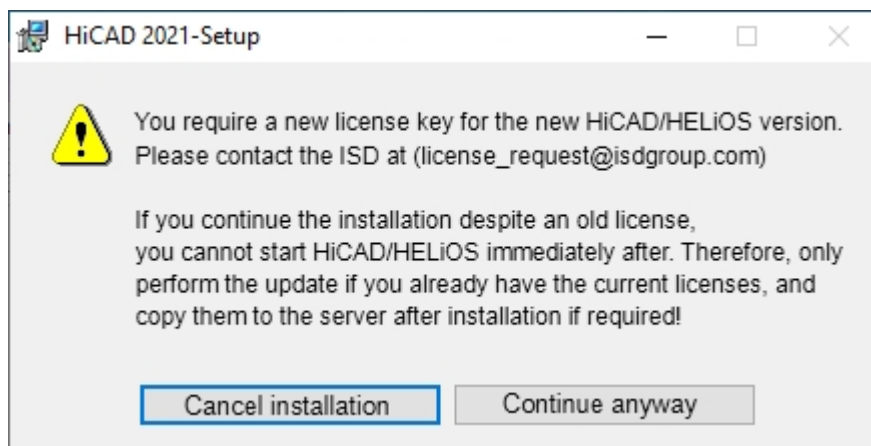 HiCAD 2021-Setup
You require a new license key for the new HiCAD/HELiOS version.
Please contact the ISD at (license_request@isdgroup.com)
If you continue the installation despite an old license,
you cannot start HiCAD/HELiOS immediately after. Therefore, only
perform the update if you already have the current licenses, and
copy them to the server after installation if required!
Cancel installation
Continue anyway